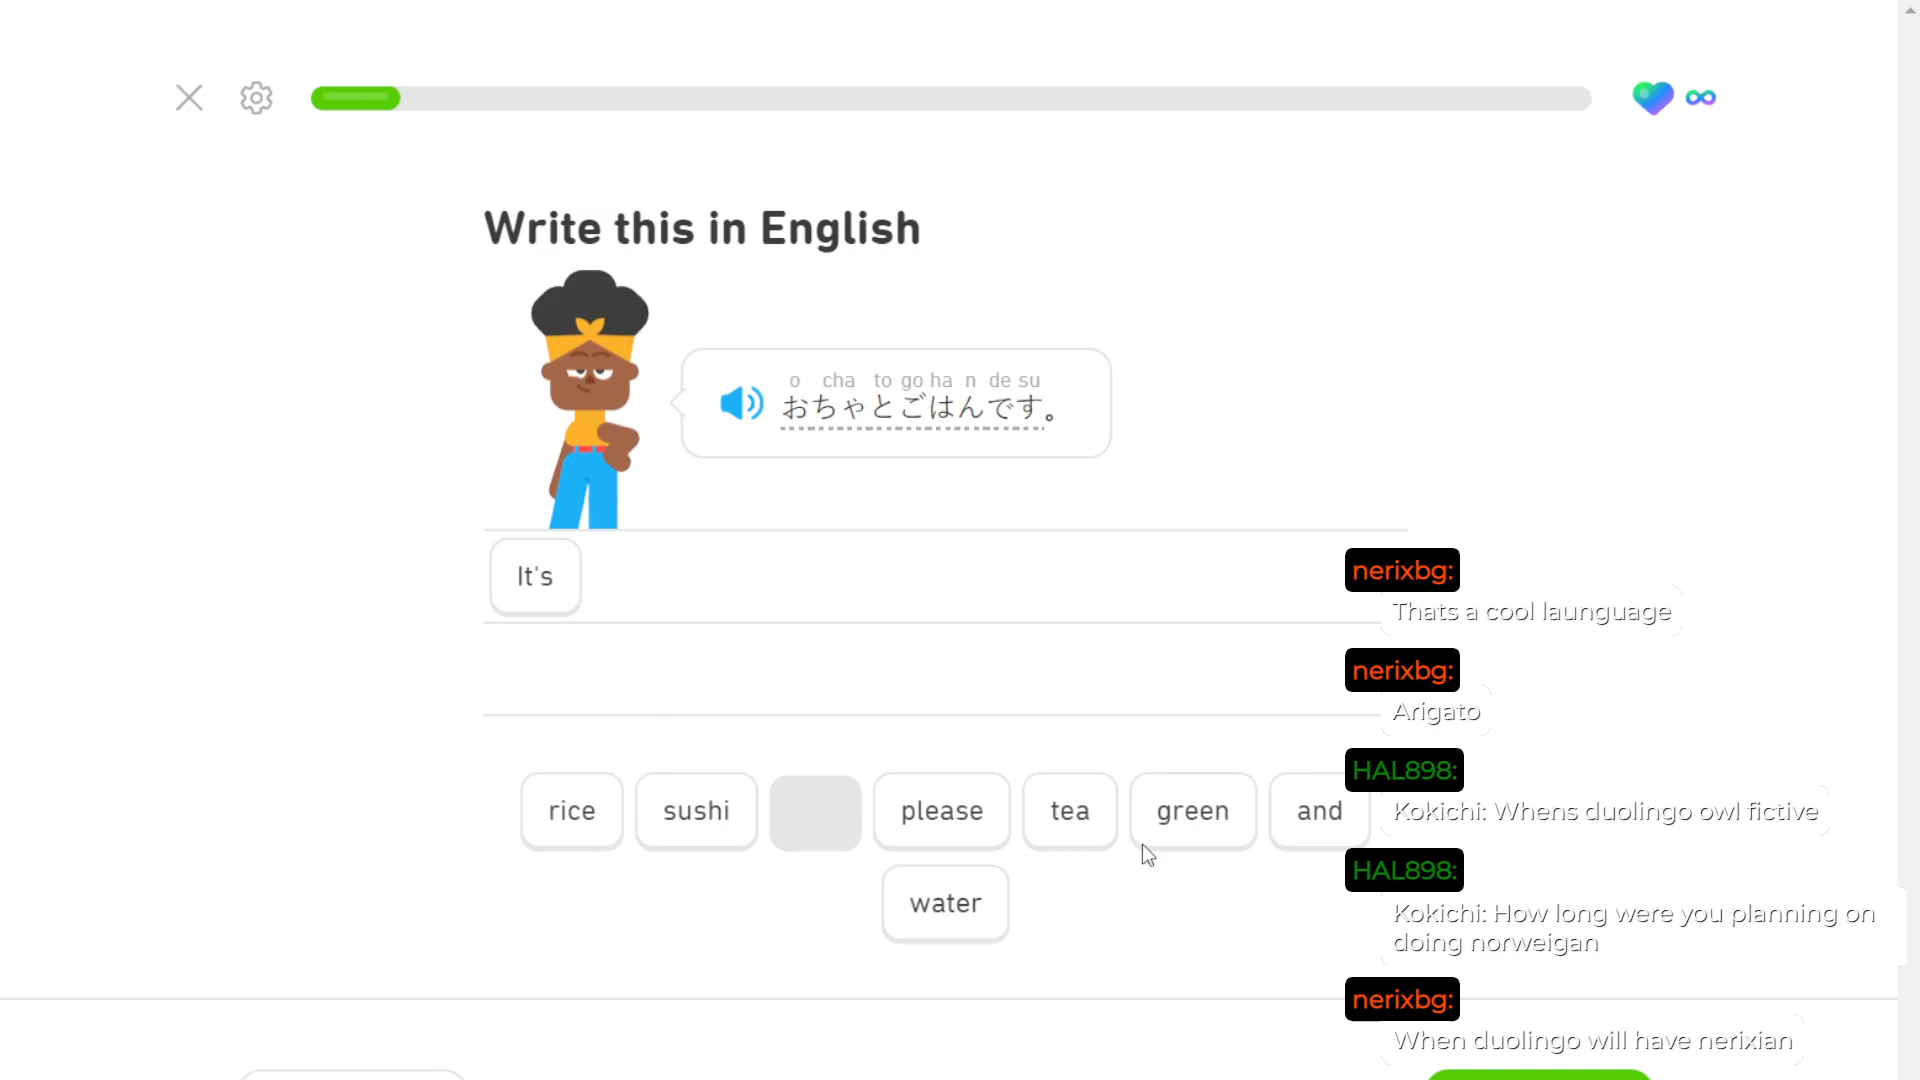 Write this in English
o cha to go ha n de su
おちゃとごはんです。
It's
rice sushi please tea green and
water
nerixbg:
Thats a cool launguage
nerixbg:
Arigato
HAL898:
Kokichi: Whens duolingo owl fictive
HAL898:
Kokichi: How long were you planning on
doing norweigan
nerixbg:
When duolingo will have nerixian